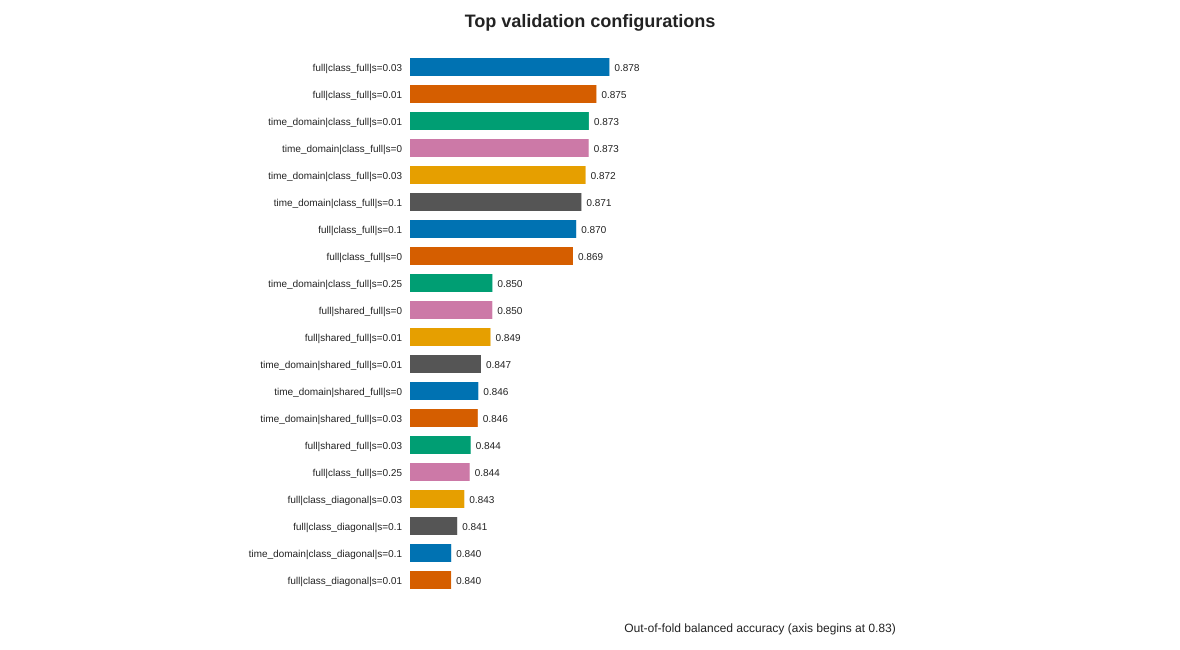 Top validation configurations
full|class_full|s=0.03 0.878
full|class_full|s=0.01 0.875
time_domain|class_full|s=0.01 0.873
time_domain|class_full|s=0 0.873
time_domain|class_full|s=0.03 0.872
time_domain|class_full|s=0.1 0.871
full|class_full|s=0.1 0.870
full|class_full|s=0 0.869
time_domain|class_full|s=0.25 0.850
full|shared_full|s=0 0.850
full|shared_full|s=0.01 0.849
time_domain|shared_full|s=0.01 0.847
time_domain|shared_full|s=0 0.846
time_domain|shared_full|s=0.03 0.846
full|shared_full|s=0.03 0.844
full|class_full|s=0.25 0.844
full|class_diagonal|s=0.03 0.843
full|class_diagonal|s=0.1 0.841
time_domain|class_diagonal|s=0.1 0.840
full|class_diagonal|s=0.01 0.840
Out-of-fold balanced accuracy (axis begins at 0.83)